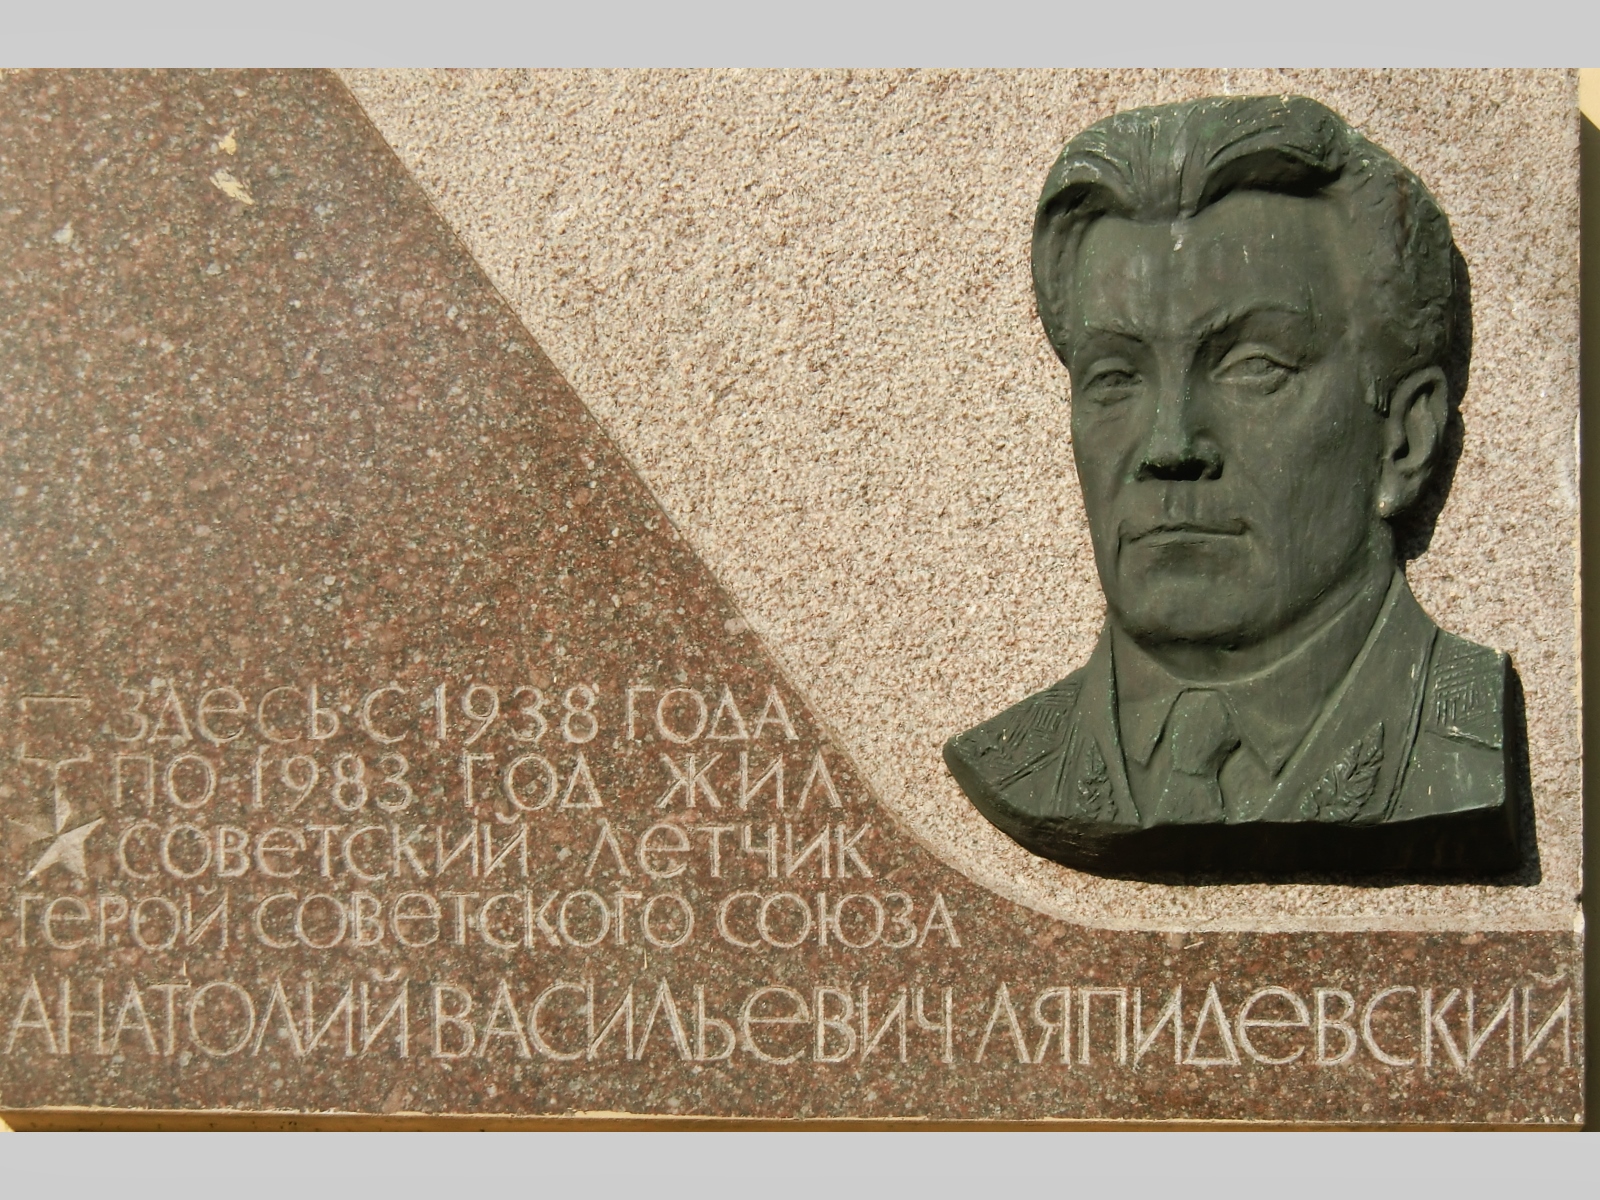 ЗДЕСЬ С 1938 ГОДА
ПО 1983 ГОД ЖИЛ
СОВЕТСКИЙ ЛЕТЧИК
ГЕРОЙ СОВЕТСКОГО СОЮЗА
АНАТОЛИЙ ВАСИЛЬЕВИЧ ЛЯПИДЕВСКИЙ